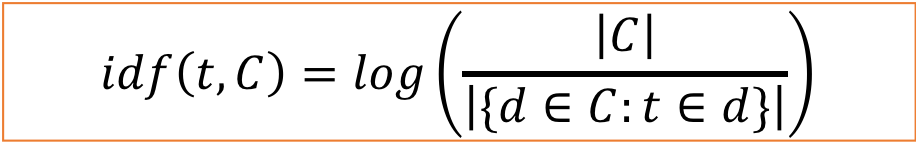 idf(t, C) = log(|C| / |{d ∈ C: t ∈ d}|)